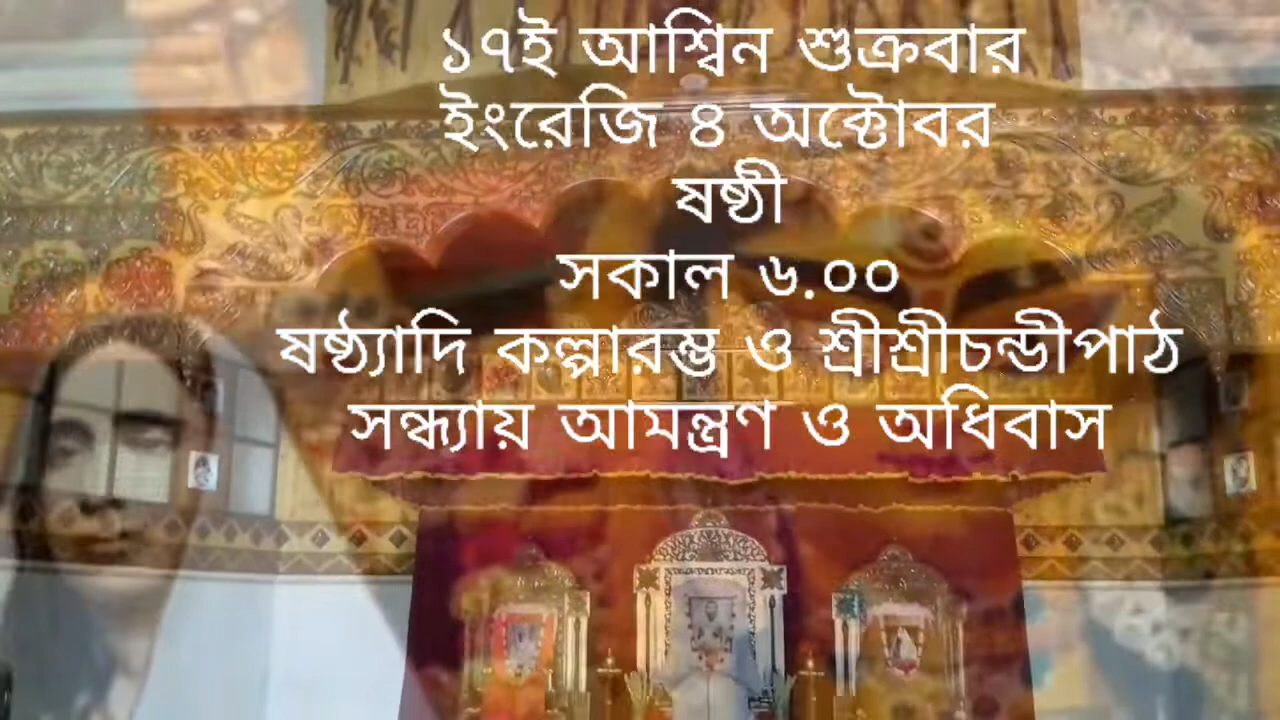 ১৭ই আশ্বিন শুক্রবার
ইংরেজি ৪ অক্টোবর
ষষ্ঠী
সকাল ৬.০০
ষষ্ঠ্যাদি কল্পারম্ভ ও শ্রীশ্রীচন্ডীপাঠ
সন্ধ্যায় আমন্ত্রণ ও অধিবাস